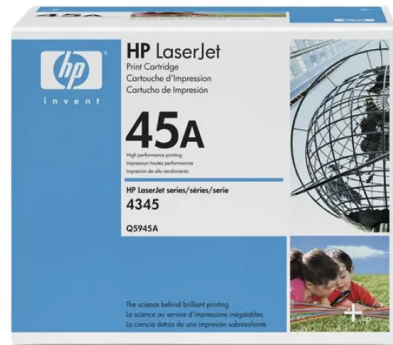 45A
hp
invent
HP LaserJet
Print Cartridge
Cartouche d'Impression
Cartucho de Impresión
45A
High performance printing
Impression hautes performances
Impresión de alto rendimiento
HP LaserJet series/séries/serie
4345
Q5945A
The science behind brilliant printing.
La science au service d'impressions inégalables.
La ciencia detrás de una impresión sobresaliente.